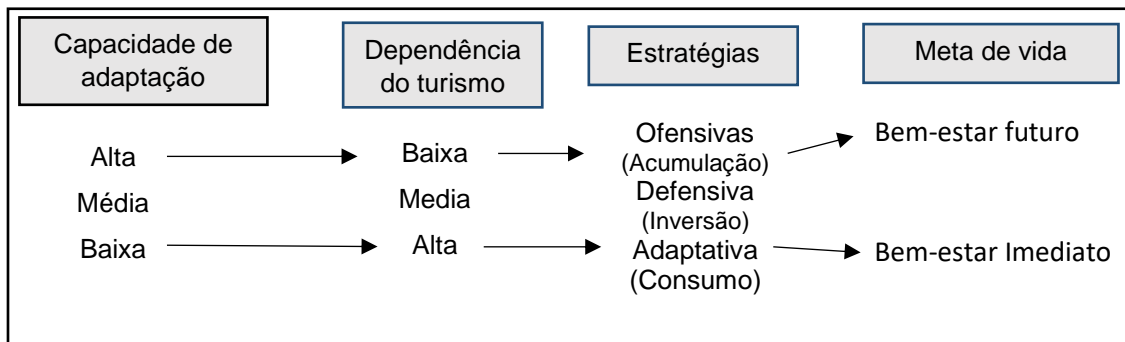 Capacidade de
adaptação
Dependência
do turismo
Estratégias
Meta de vida
Alta
Baixa
Ofensivas
(Acumulação)
Bem-estar futuro
Média
Media
Defensiva
(Inversão)
Baixa
Alta
Adaptativa
(Consumo)
Bem-estar Imediato